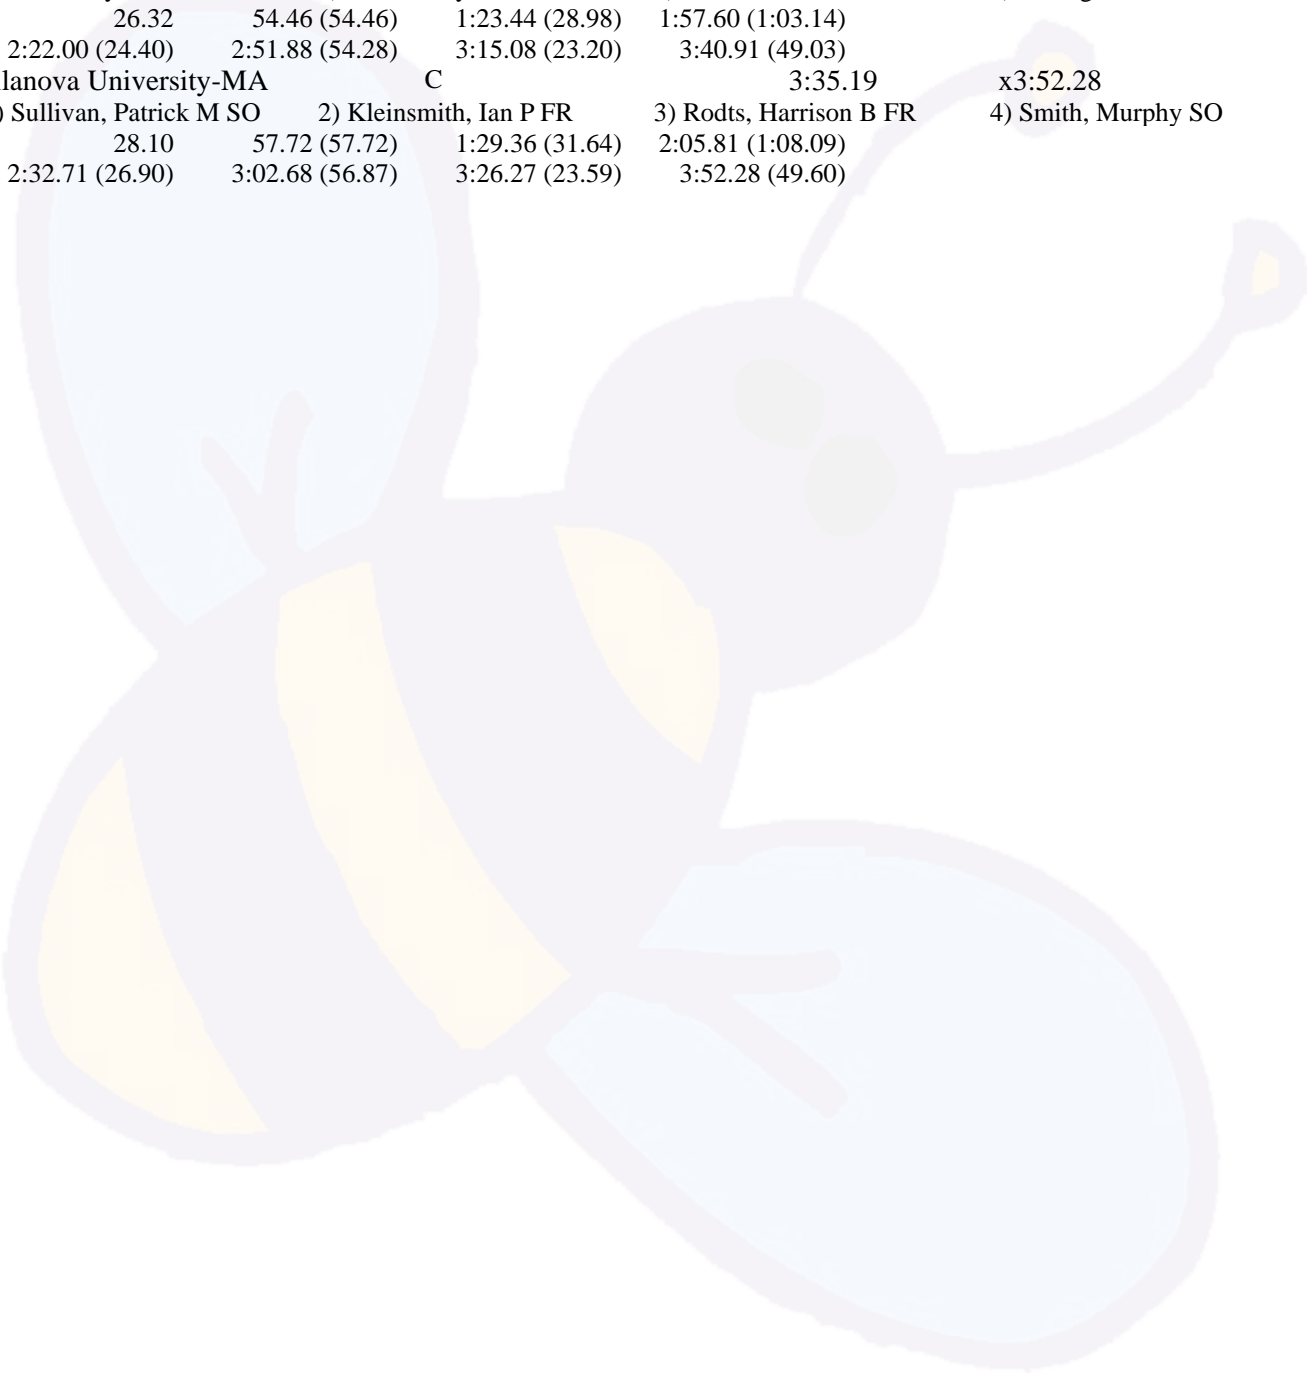 26.32 54.46 (54.46) 1:23.44 (28.98) 1:57.60 (1:03.14)
2:22.00 (24.40) 2:51.88 (54.28) 3:15.08 (23.20) 3:40.91 (49.03)
lanova University-MA C 3:35.19 x3:52.28
) Sullivan, Patrick M SO 2) Kleinsmith, Ian P FR 3) Rodts, Harrison B FR 4) Smith, Murphy SO
28.10 57.72 (57.72) 1:29.36 (31.64) 2:05.81 (1:08.09)
2:32.71 (26.90) 3:02.68 (56.87) 3:26.27 (23.59) 3:52.28 (49.60)